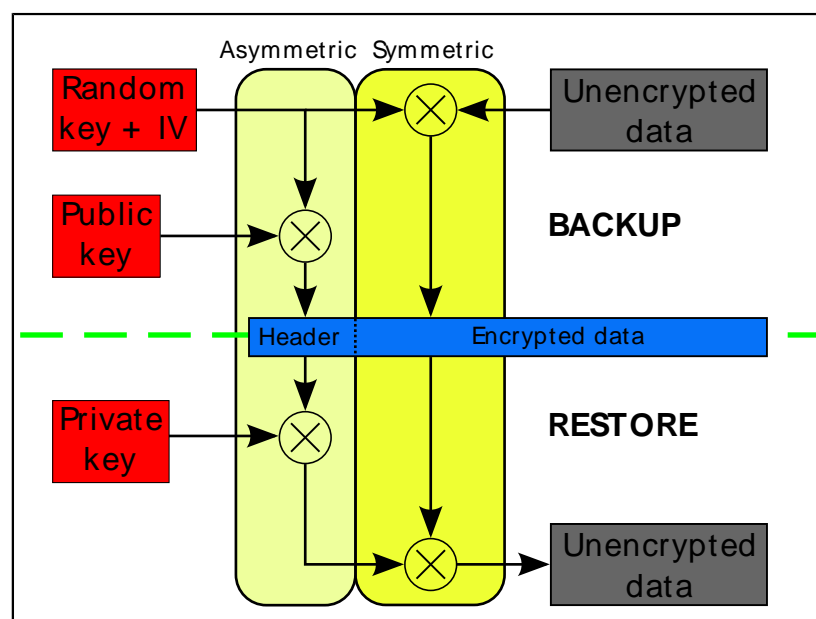 Asymmetric Symmetric
Random
key + IV
Unencrypted
data
Public
key
BACKUP
Header
Encrypted data
Private
key
RESTORE
Unencrypted
data